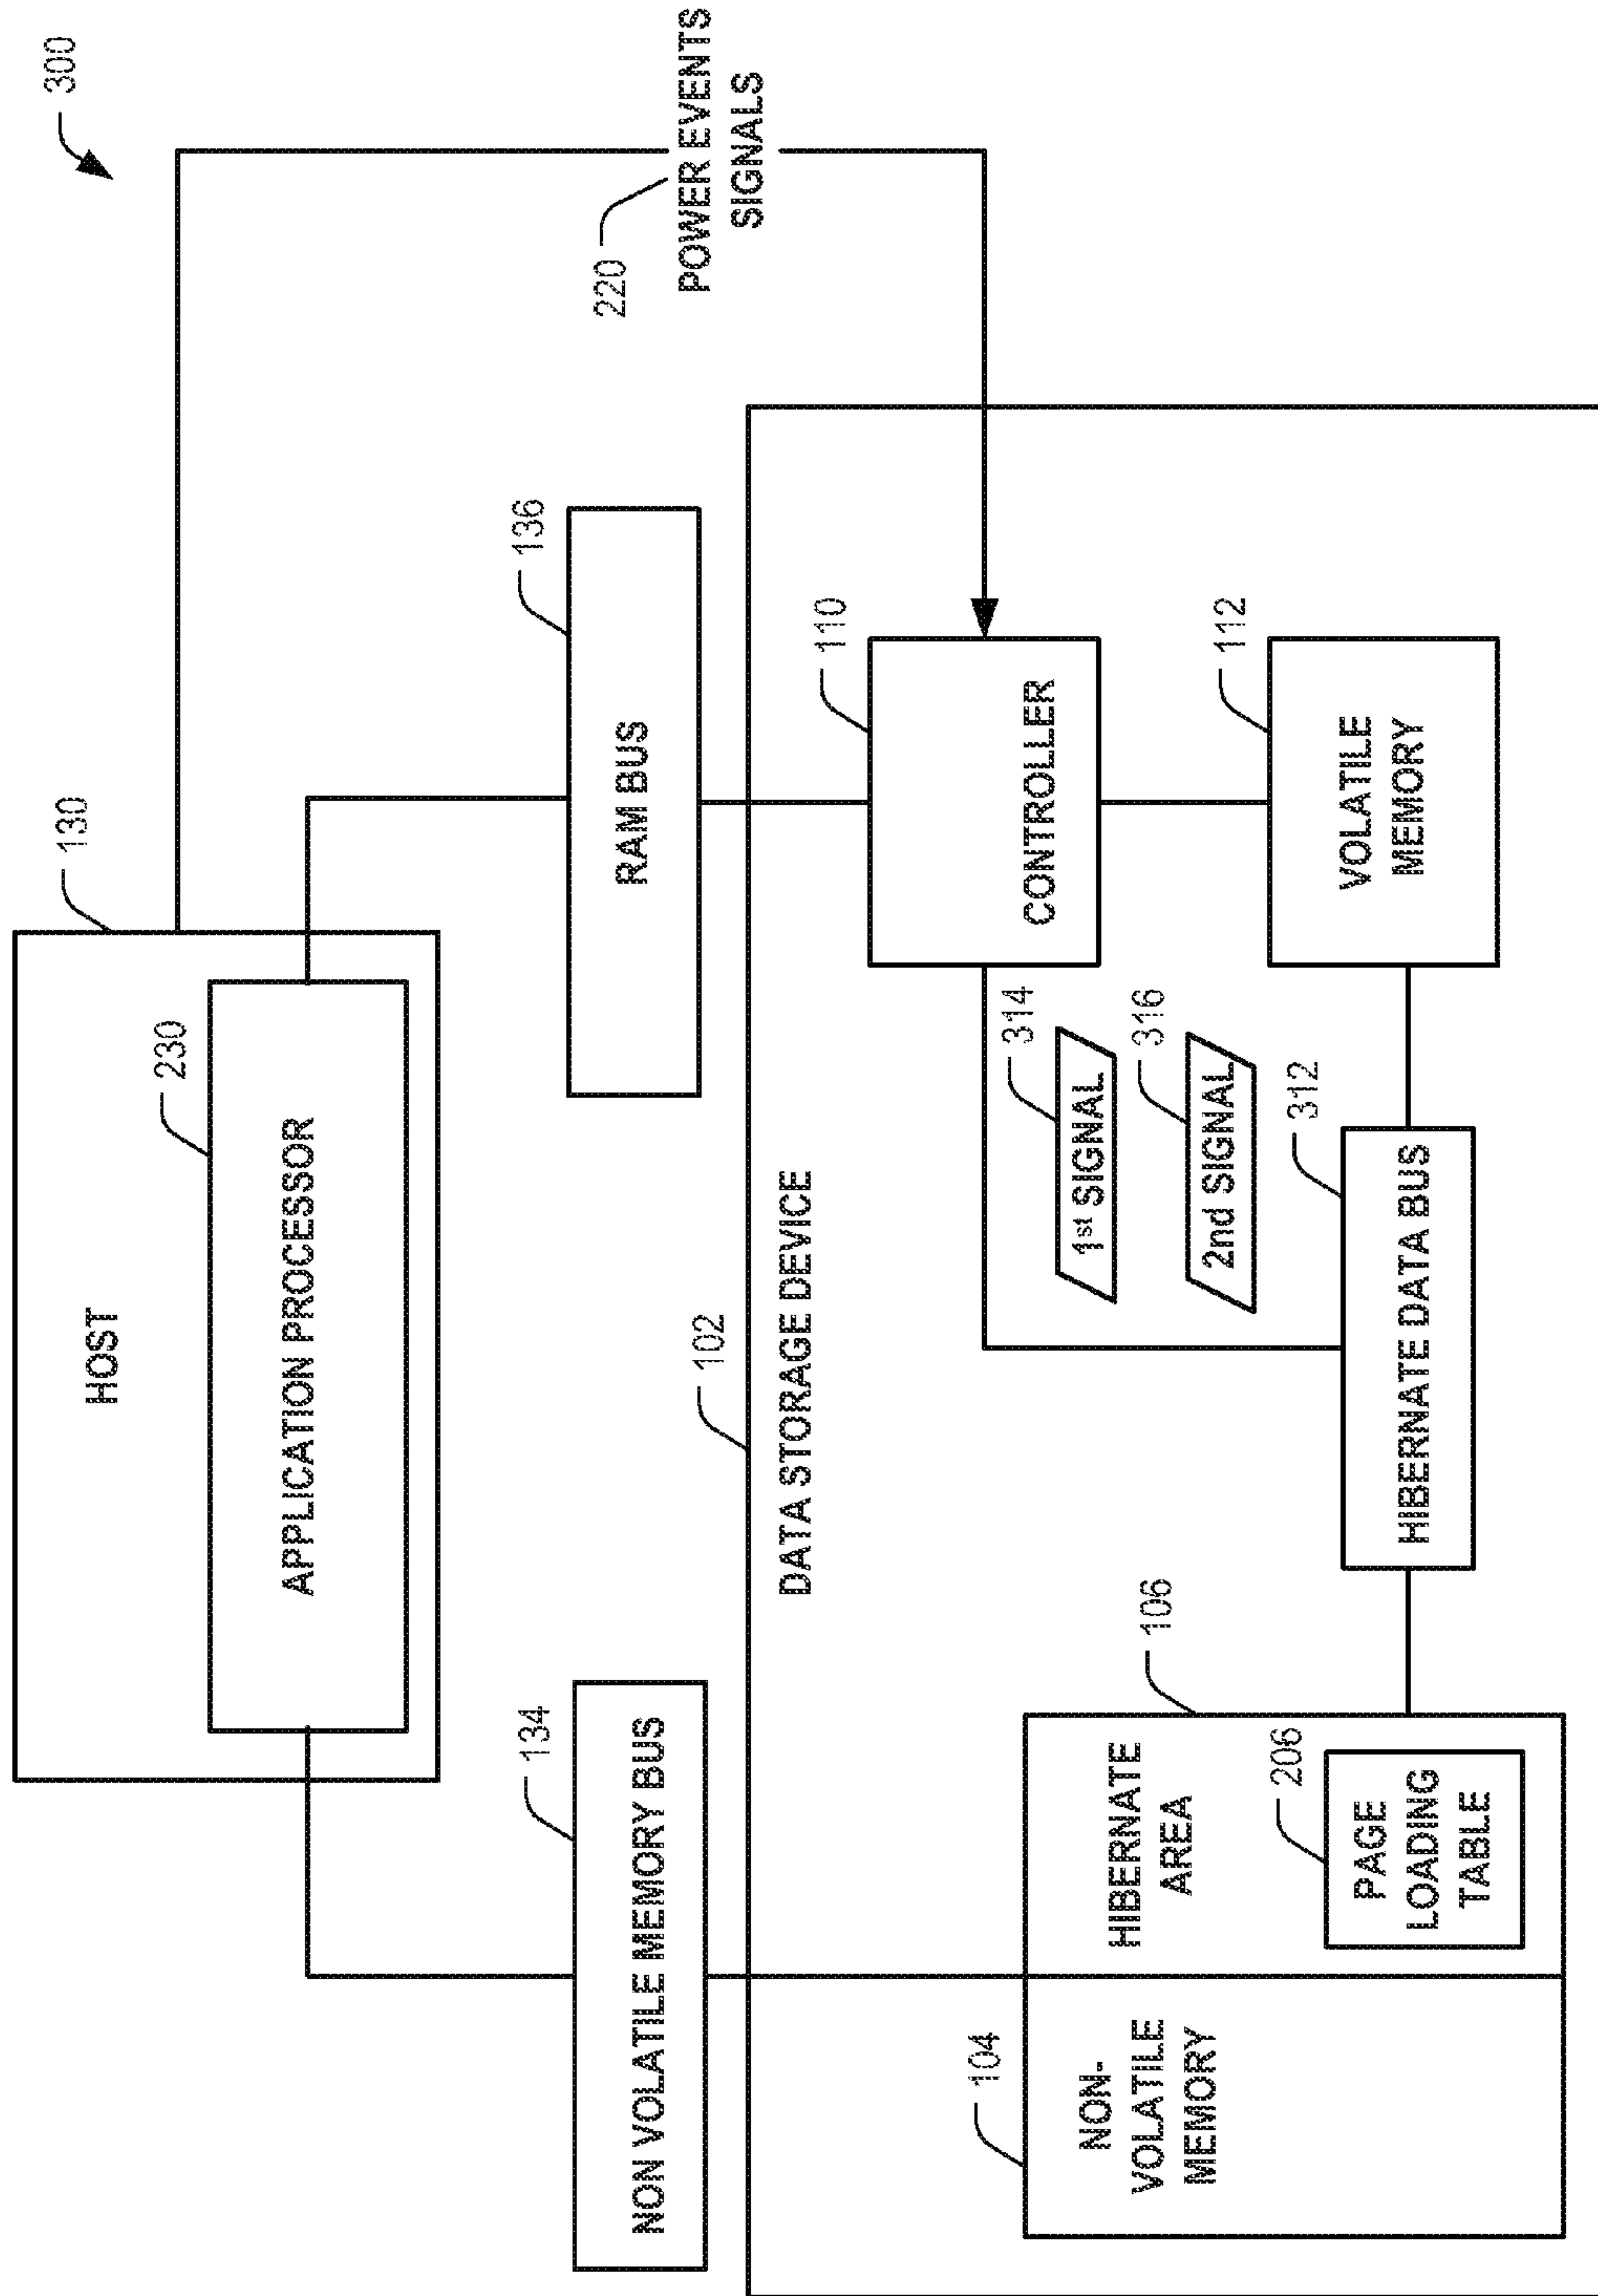 300
130
HOST
230
APPLICATION PROCESSOR
220
POWER EVENTS
SIGNALS
134
NON VOLATILE MEMORY BUS
136
RAM BUS
102
DATA STORAGE DEVICE
104
NON-
VOLATILE
MEMORY
106
HIBERNATE
AREA
206
PAGE
LOADING
TABLE
110
CONTROLLER
314
1st SIGNAL
316
2nd SIGNAL
312
HIBERNATE DATA BUS
112
VOLATILE
MEMORY